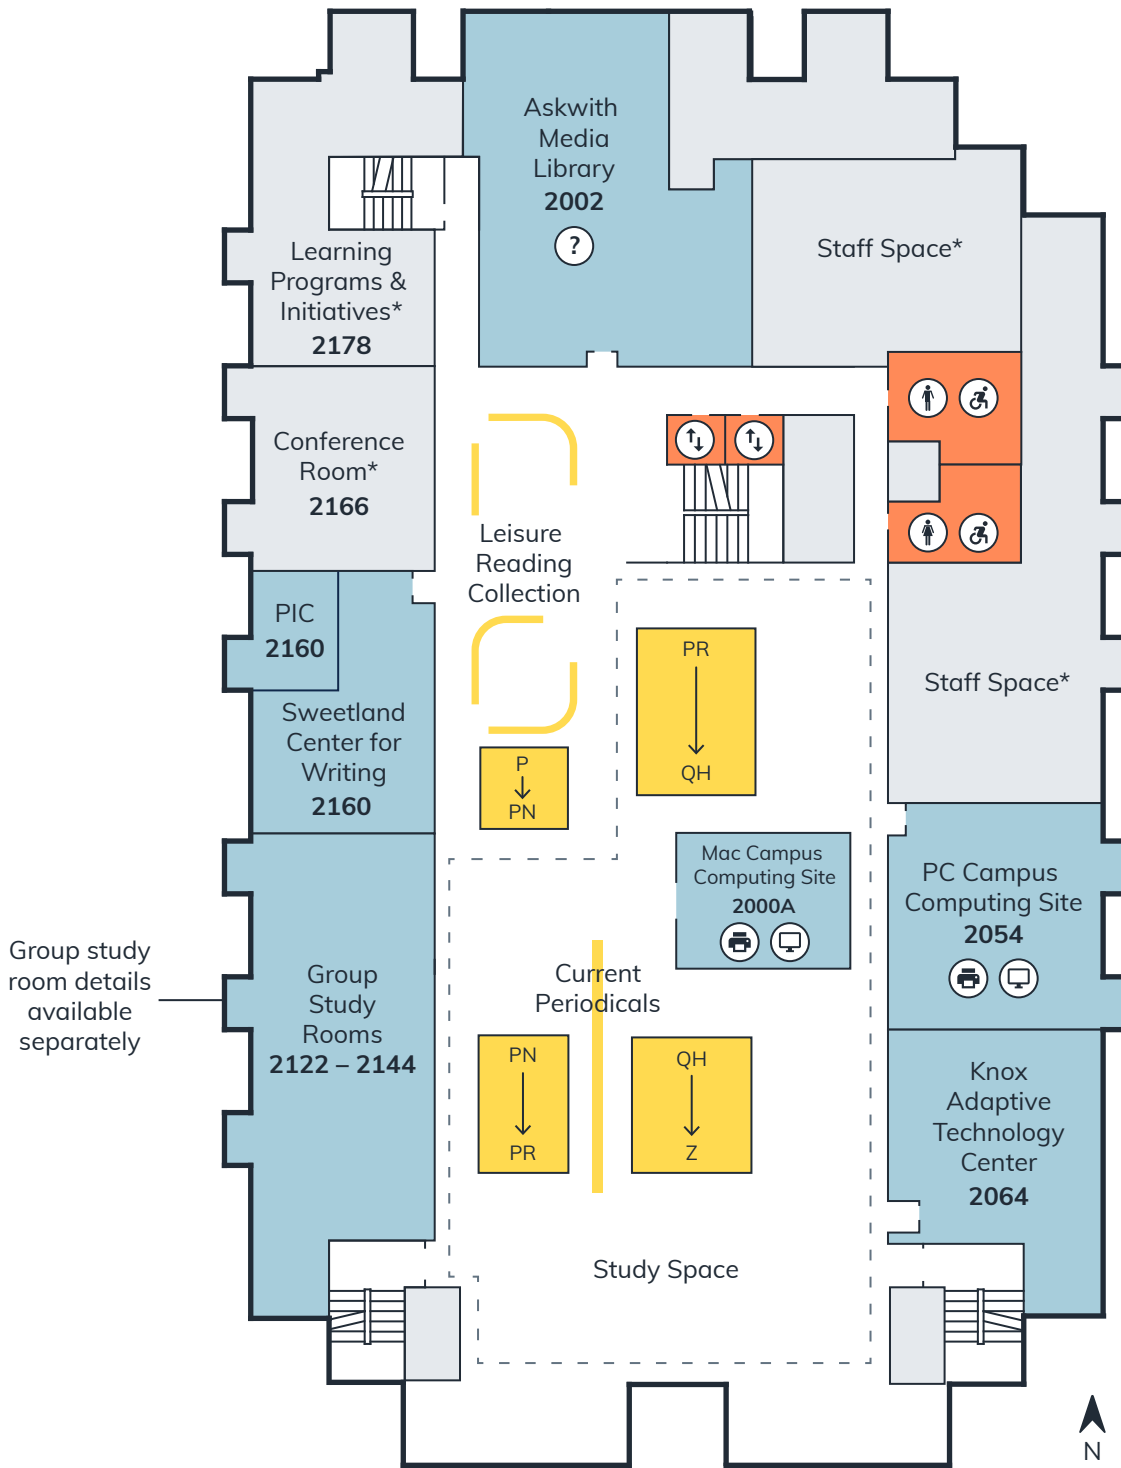 Askwith
Media
Library
2002
?
Staff Space*
Learning
Programs &
Initiatives*
2178
Conference
Room*
2166
Leisure
Reading
Collection
PIC
2160
Sweetland
Center for
Writing
2160
P
PN
PR
QH
Staff Space*
Mac Campus
Computing Site
2000A
PC Campus
Computing Site
2054
Group study
room details
available
separately
Group
Study
Rooms
2122 – 2144
Current
Periodicals
PN
PR
QH
Z
Knox
Adaptive
Technology
Center
2064
Study Space
N